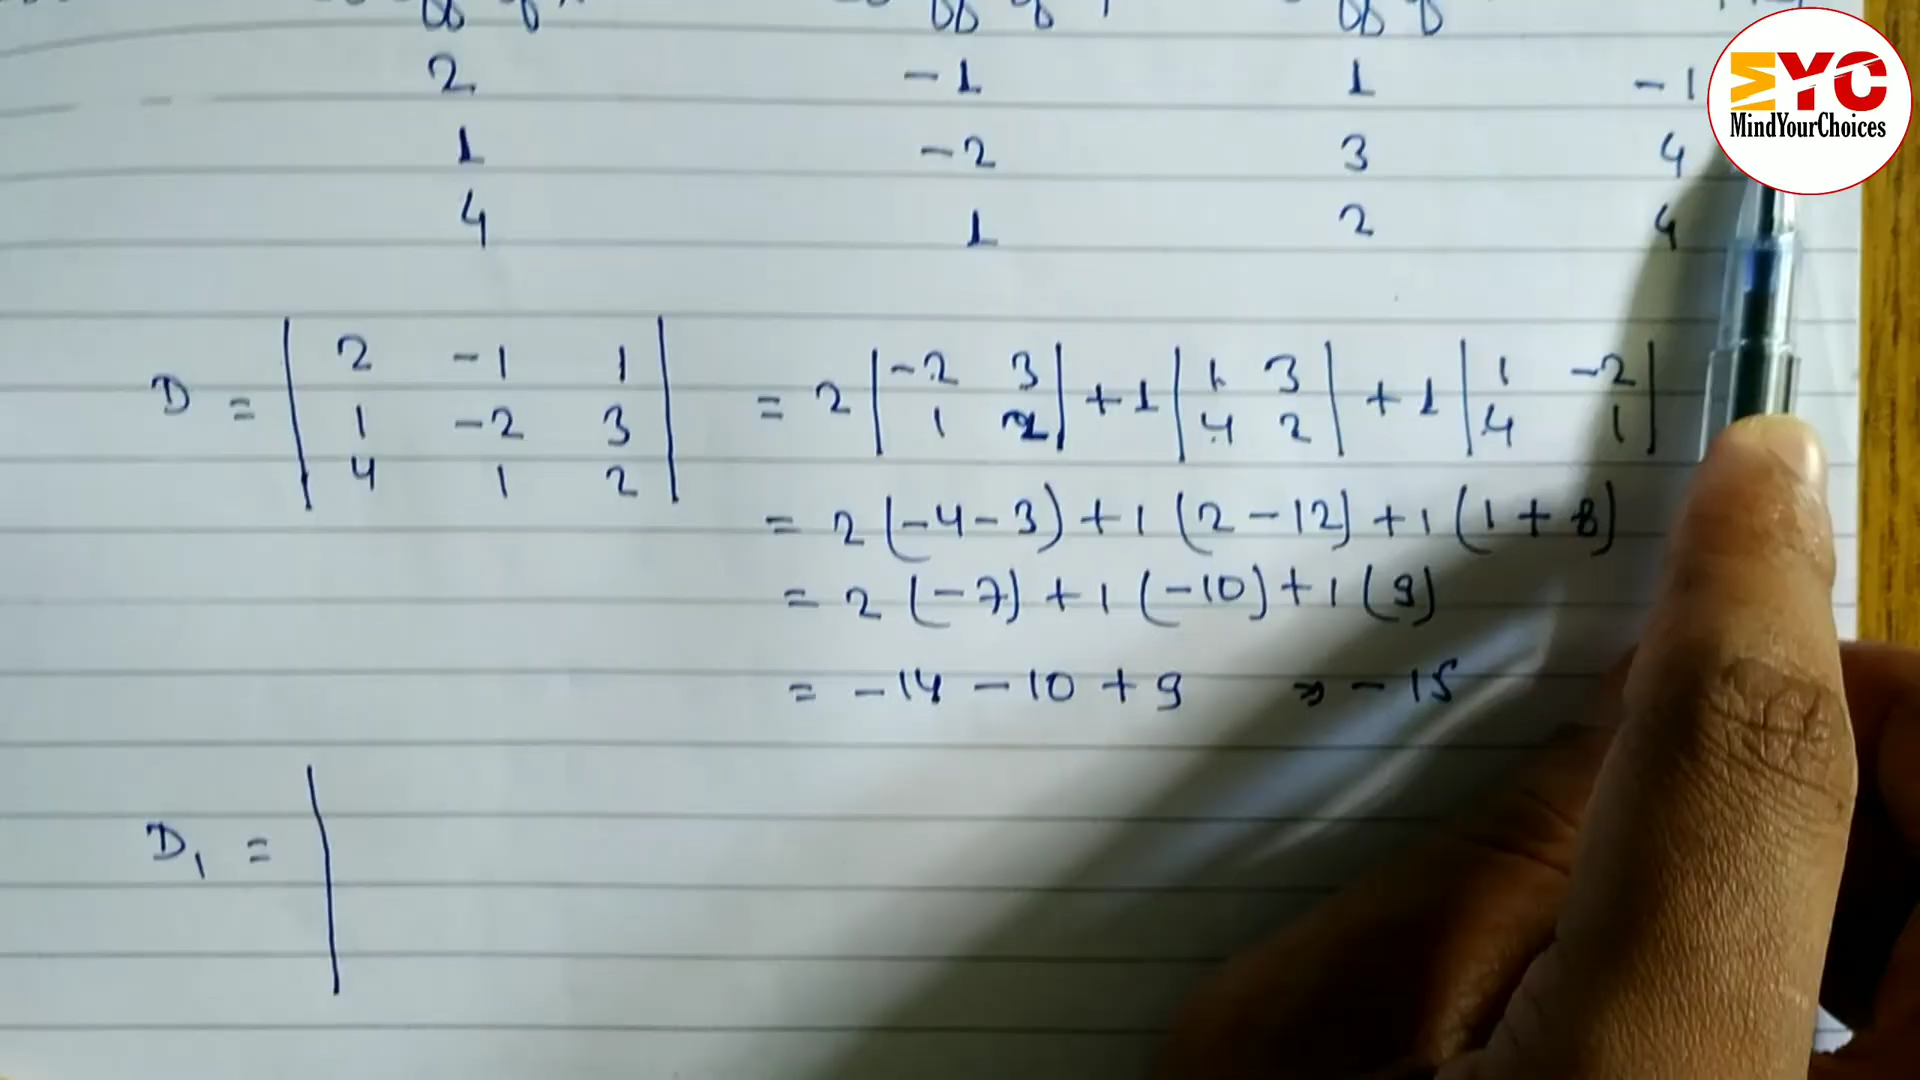 2 -1 1 -1
1 -2 3 4
4 1 2 4
MYC
MindYourChoices
D = | 2 -1 1 | = 2 | -2 3 | + 1 | 1 3 | + 1 | 1 -2 |
| 1 -2 3 | | 1 2 | | 4 2 | | 4 1 |
| 4 1 2 |
= 2 (-4 - 3) + 1 (2 - 12) + 1 (1 + 8)
= 2 (-7) + 1 (-10) + 1 (9)
= -14 - 10 + 9 ⇒ -15
D₁ = |